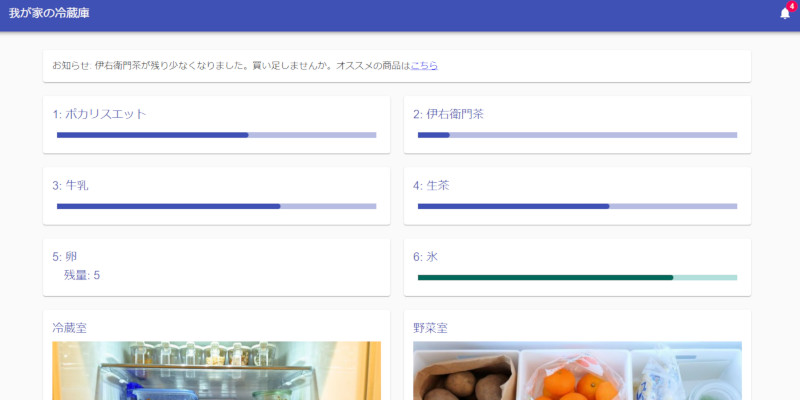 我が家の冷蔵庫
4
お知らせ: 伊右衛門茶が残り少なくなりました。買い足しませんか。オススメの商品はこちら
1: ポカリスエット
2: 伊右衛門茶
3: 牛乳
4: 生茶
5: 卵
残量: 5
6: 氷
冷蔵室
野菜室